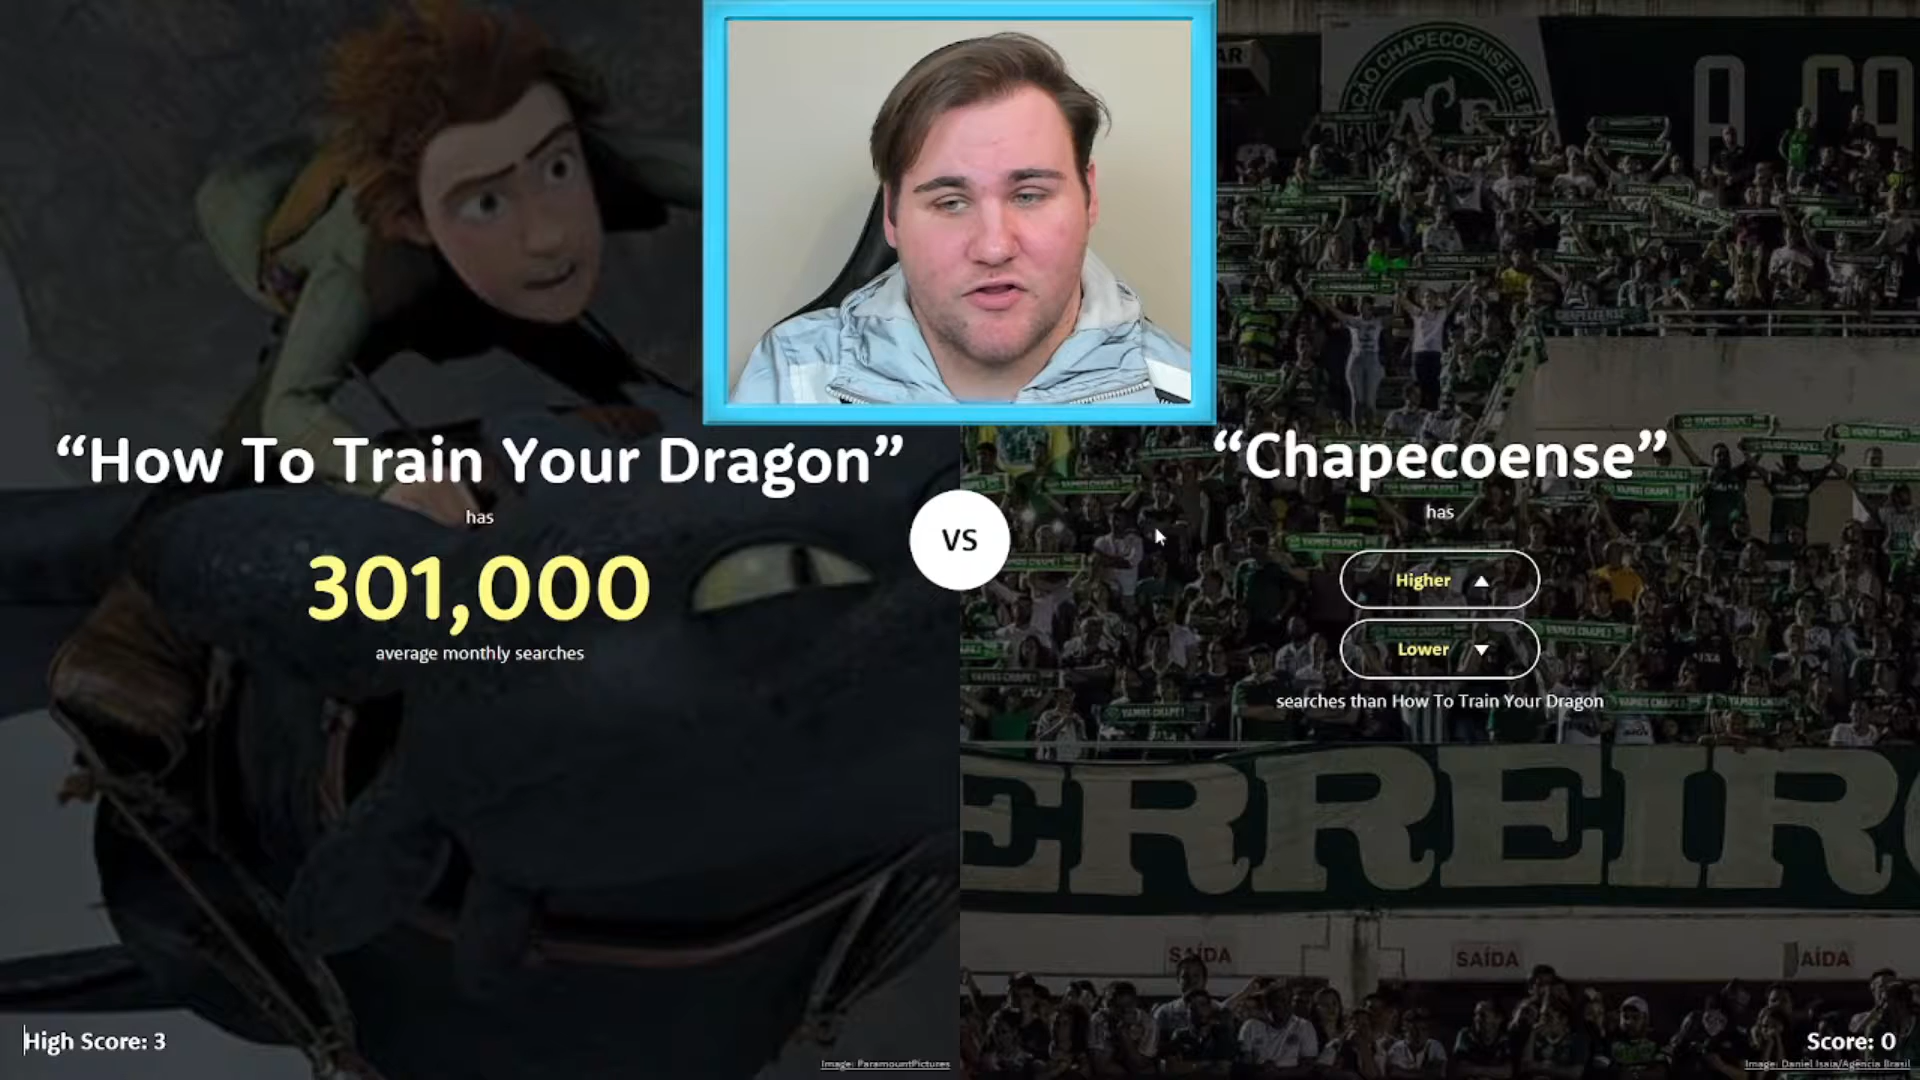 “How To Train Your Dragon”
has
301,000
average monthly searches
VS
“Chapecoense”
has
Higher ▲
Lower ▼
searches than How To Train Your Dragon
ERREIR
SAÍDA
SAÍDA
AÍDA
High Score: 3
Image: ParamountPictures
Score: 0
Image: Daniel Isaia/Agência Brasil